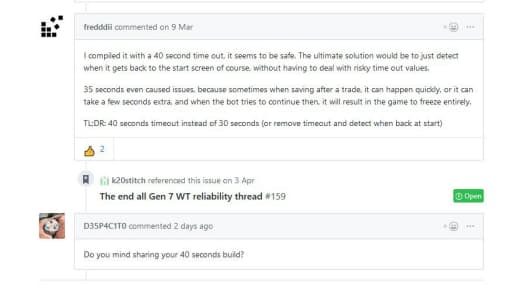 fredddii commented on 9 Mar
I compiled it with a 40 second time out, it seems to be safe. The ultimate solution would be to just detect
when it gets back to the start screen of course, without having to deal with risky time out values.
35 seconds even caused issues, because sometimes when saving after a trade, it can happen quickly, or it can
take a few seconds extra, and when the bot tries to continue then, it will result in the game to freeze entirely.
TL;DR: 40 seconds timeout instead of 30 seconds (or remove timeout and detect when back at start)
2
k20stitch referenced this issue on 3 Apr
The end all Gen 7 WT reliability thread #159
Open
D35P4C1T0 commented 2 days ago
Do you mind sharing your 40 seconds build?